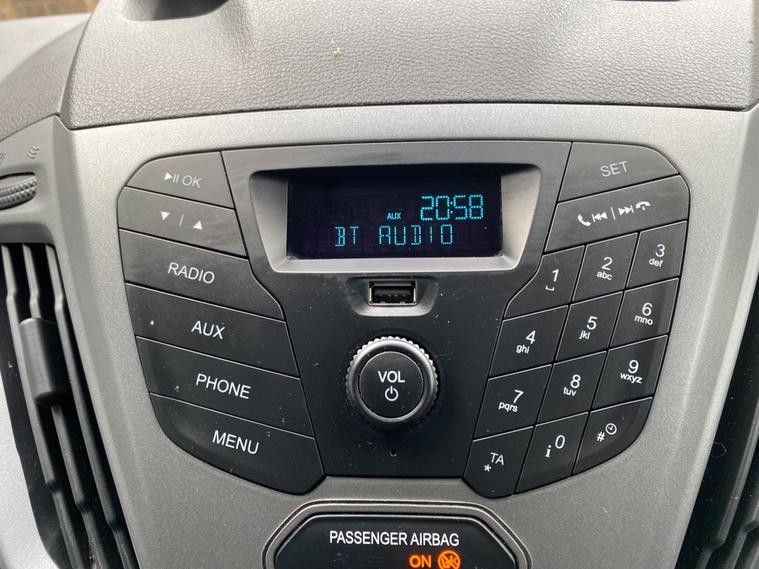 OK
RADIO
AUX
PHONE
MENU
AUX 20:58
BT AUDIO
VOL
SET
1
2 abc
3 def
4 ghi
5 jkl
6 mno
7 pqrs
8 tuv
9 wxyz
TA *
i 0
#
PASSENGER AIRBAG
ON